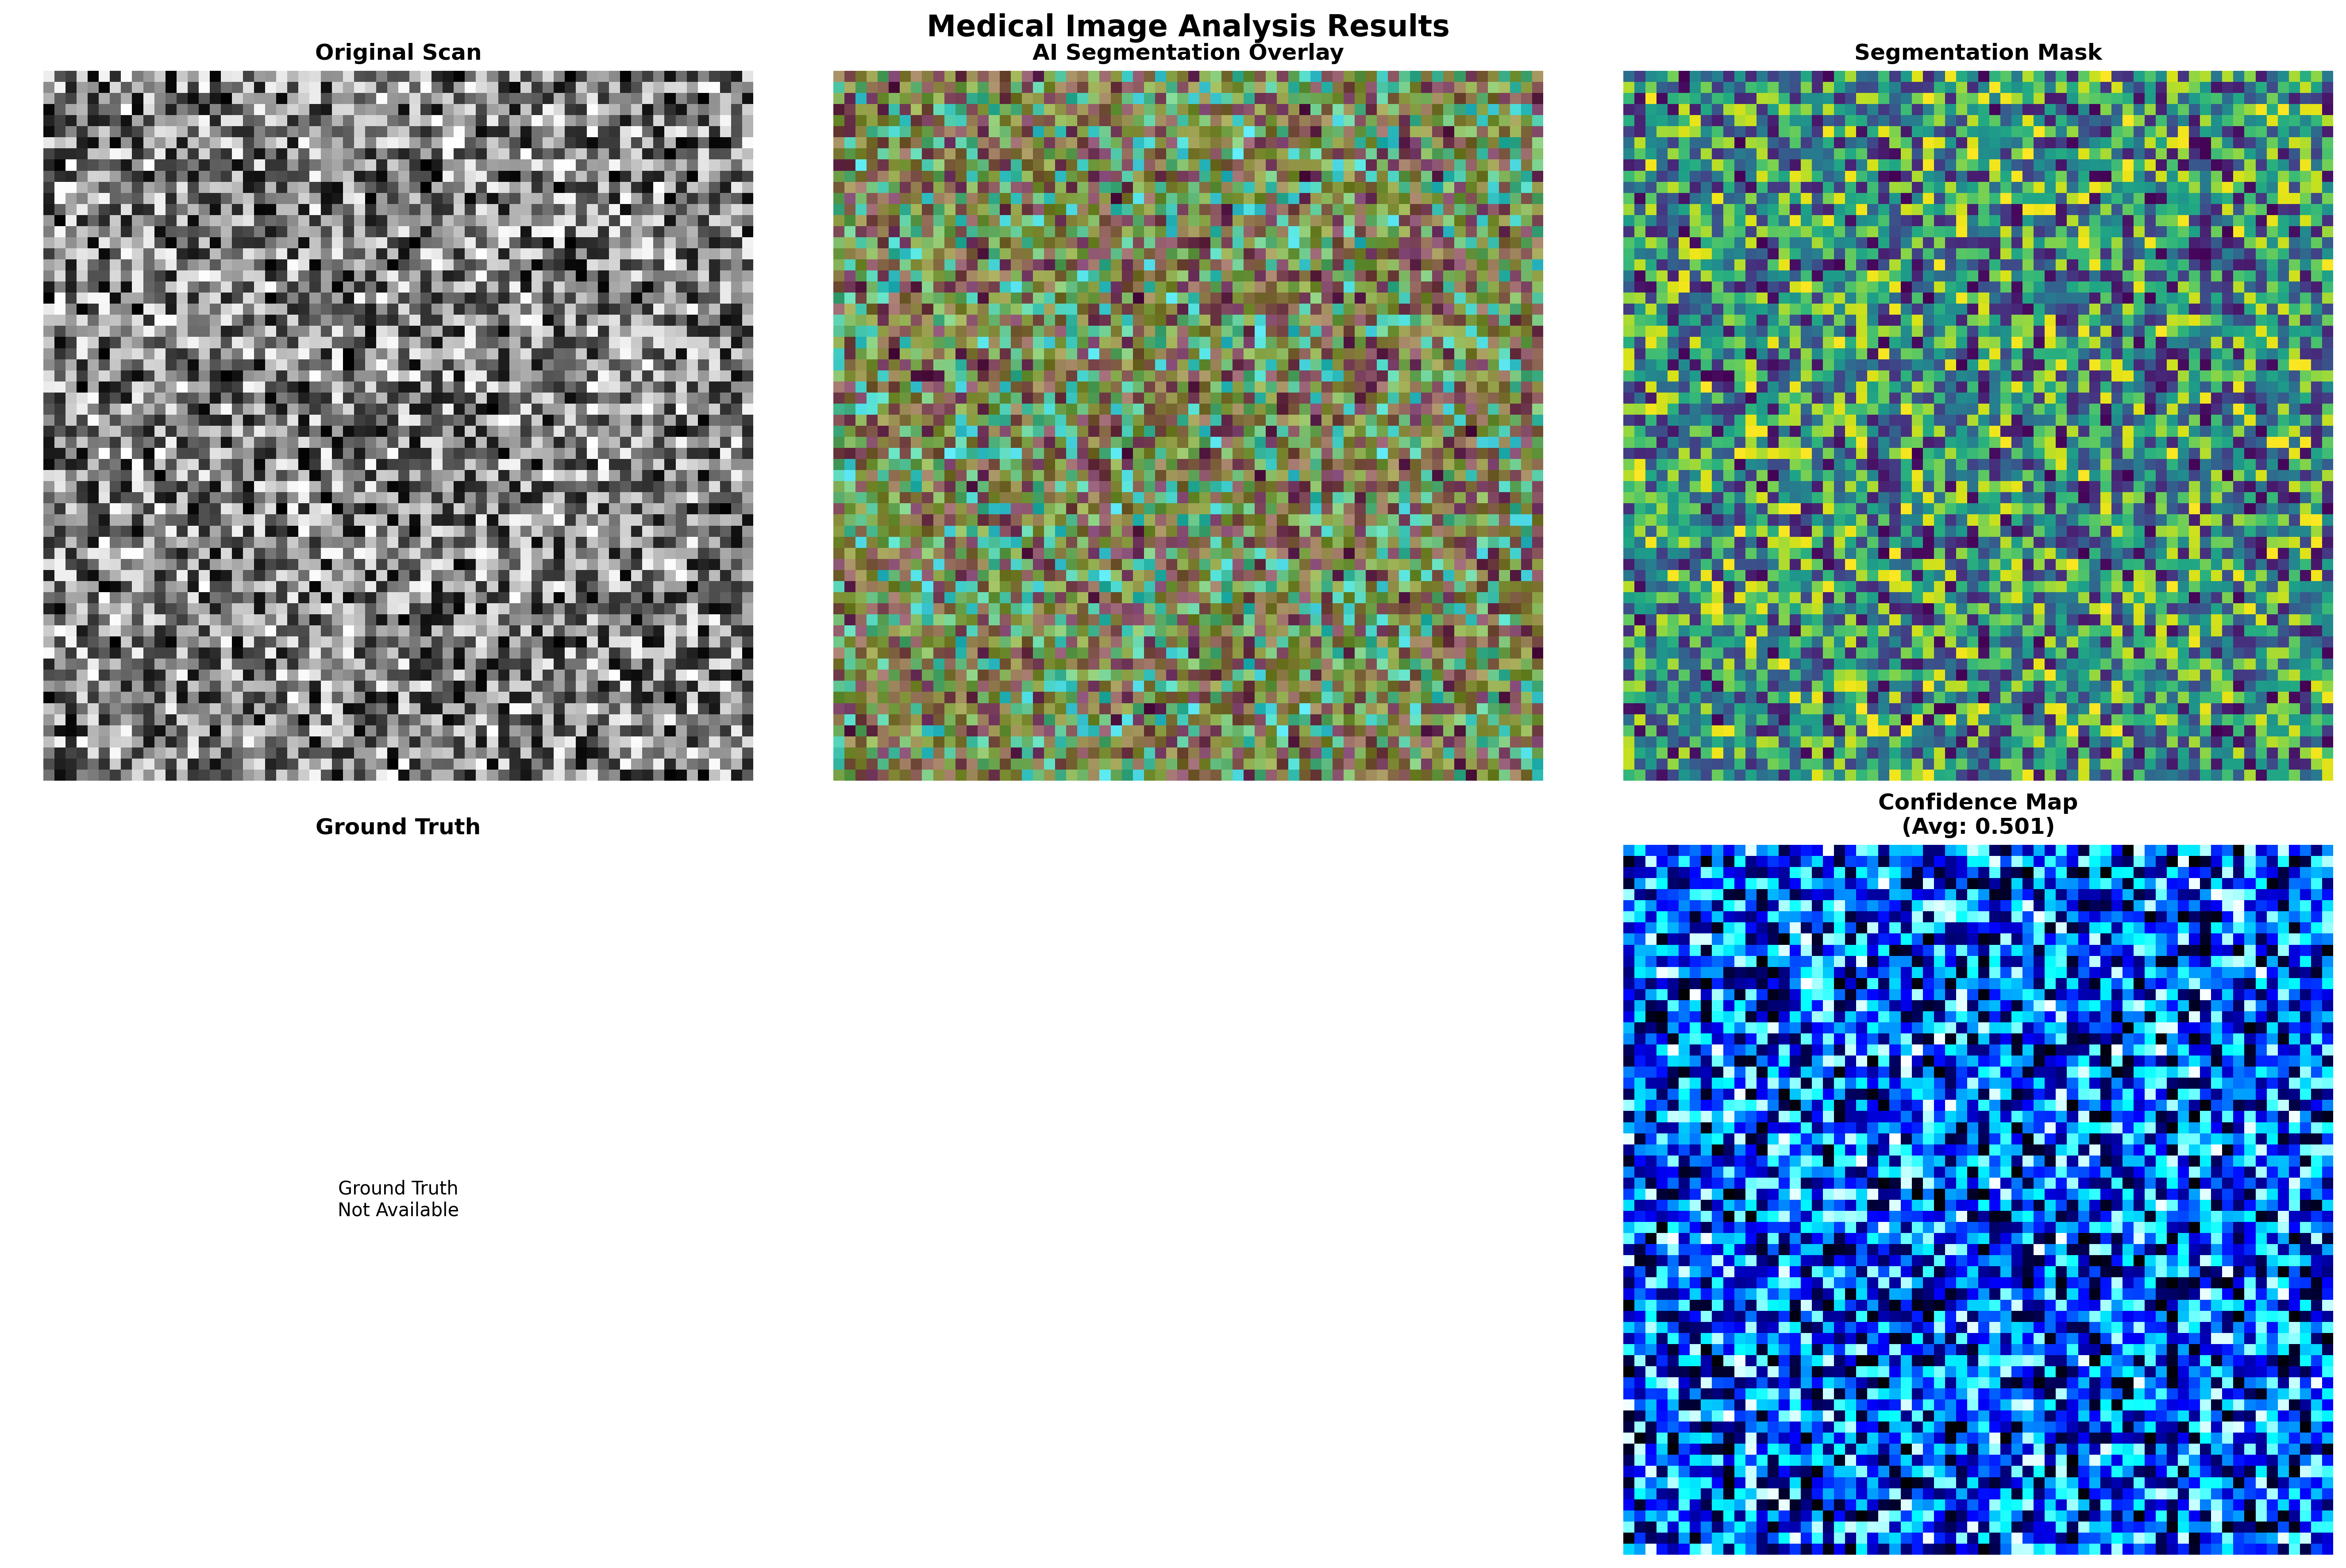 Medical Image Analysis Results
Original Scan
AI Segmentation Overlay
Segmentation Mask
Ground Truth
Confidence Map
(Avg: 0.501)
Ground Truth
Not Available